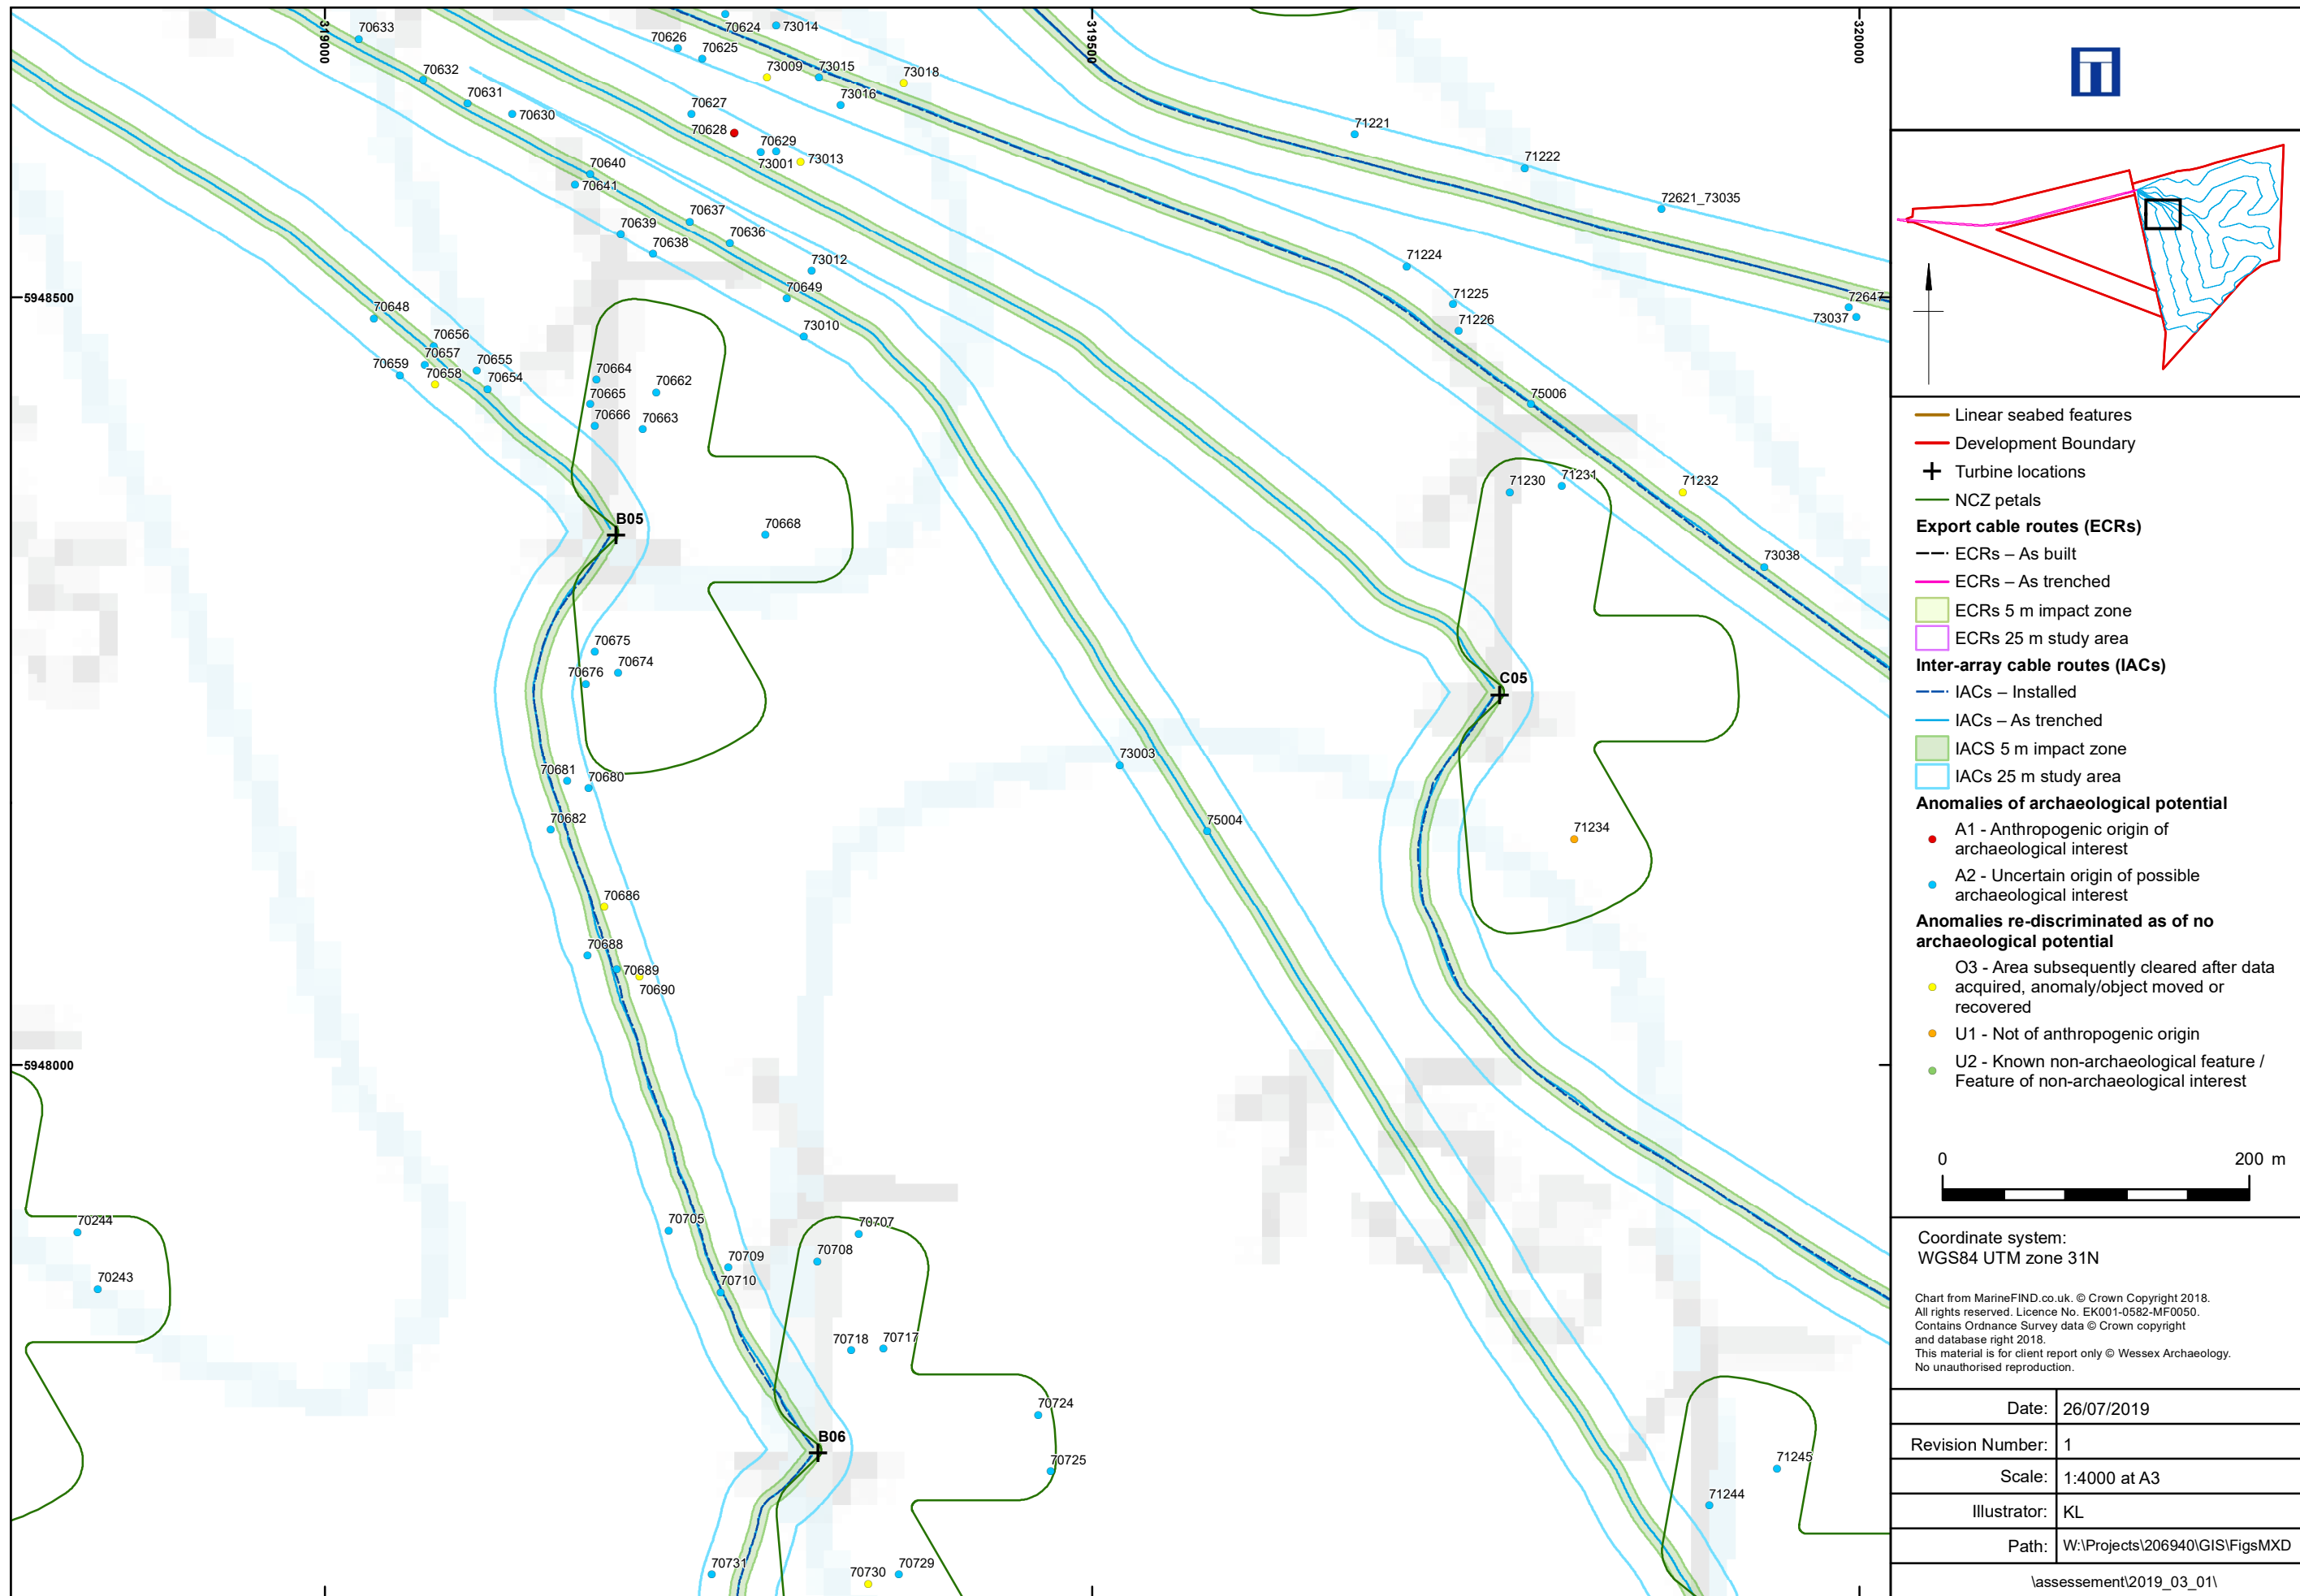 319000
319500
320000
5948500
5948000
70633
70632
70631
70630
70626
70624
70625
73014
73009
73015
73018
73016
70627
70628
70629
73001
73013
70640
70641
70639
70637
70638
70636
73012
70649
73010
71221
71222
72621_73035
71224
71225
71226
72647
73037
75006
70648
70656
70657
70655
70659
70658
70654
70664
70662
70665
70666
70663
B05
70668
71230
71231
71232
73038
70675
70674
70676
C05
73003
75004
70681
70680
70682
71234
70686
70688
70689
70690
70244
70243
70705
70709
70710
70707
70708
70718
70717
70724
70725
B06
70731
70730
70729
71245
71244
Linear seabed features
Development Boundary
Turbine locations
NCZ petals
Export cable routes (ECRs)
ECRs – As built
ECRs – As trenched
ECRs 5 m impact zone
ECRs 25 m study area
Inter-array cable routes (IACs)
IACs – Installed
IACs – As trenched
IACS 5 m impact zone
IACs 25 m study area
Anomalies of archaeological potential
A1 - Anthropogenic origin of
archaeological interest
A2 - Uncertain origin of possible
archaeological interest
Anomalies re-discriminated as of no
archaeological potential
O3 - Area subsequently cleared after data
acquired, anomaly/object moved or
recovered
U1 - Not of anthropogenic origin
U2 - Known non-archaeological feature /
Feature of non-archaeological interest
0 200 m
Coordinate system:
WGS84 UTM zone 31N
Chart from MarineFIND.co.uk. © Crown Copyright 2018.
All rights reserved. Licence No. EK001-0582-MF0050.
Contains Ordnance Survey data © Crown copyright
and database right 2018.
This material is for client report only © Wessex Archaeology.
No unauthorised reproduction.
Date: 26/07/2019
Revision Number: 1
Scale: 1:4000 at A3
Illustrator: KL
Path: W:\Projects\206940\GIS\FigsMXD
\assessement\2019_03_01\